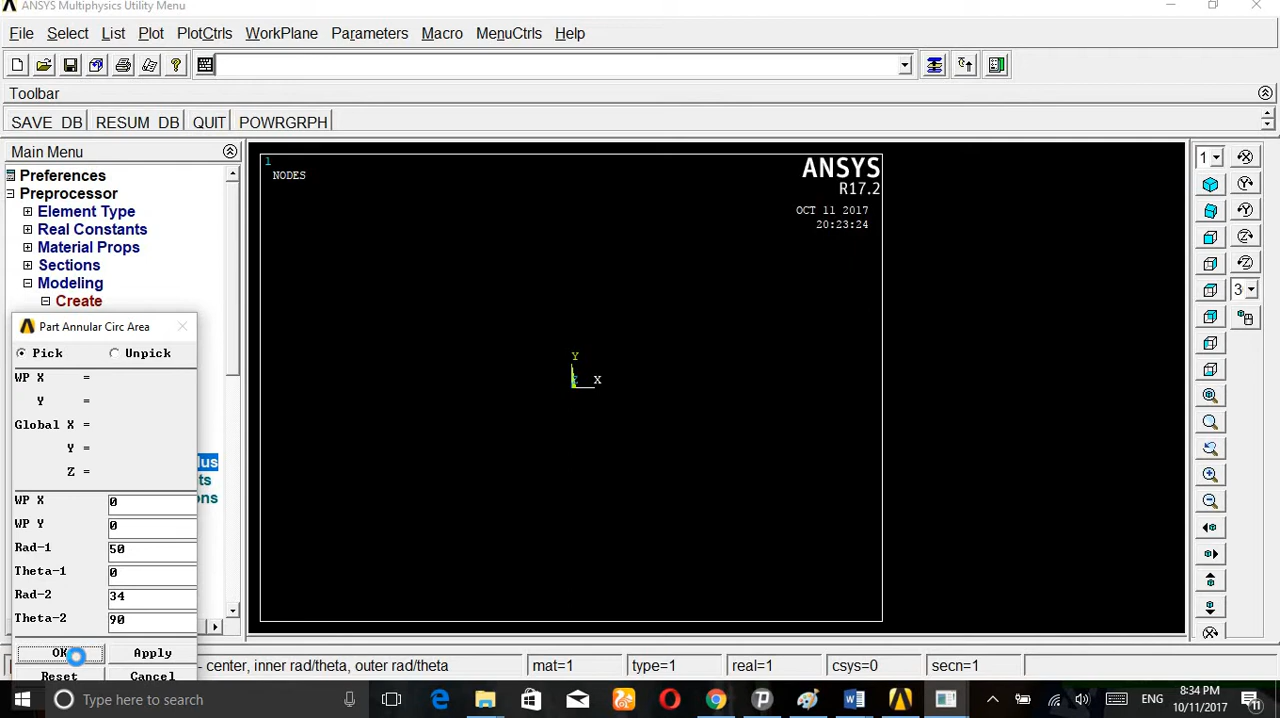 ANSYS Multiphysics Utility Menu
File Select List Plot PlotCtrls WorkPlane Parameters Macro MenuCtrls Help
Toolbar
SAVE_DB RESUM_DB QUIT POWRGRPH
Main Menu
Preferences
Preprocessor
Element Type
Real Constants
Material Props
Sections
Modeling
Create
Part Annular Circ Area
Pick Unpick
WP X =
Y =
Global X =
Y =
Z =
lus
ts
ons
WP X 0
WP Y 0
Rad-1 50
Theta-1 0
Rad-2 34
Theta-2 90
OK Apply
Reset Cancel
1
NODES
ANSYS
R17.2
OCT 11 2017
20:23:24
Y
Z X
1
3
- center, inner rad/theta, outer rad/theta mat=1 type=1 real=1 csys=0 secn=1
Type here to search
ENG
8:34 PM
10/11/2017
11